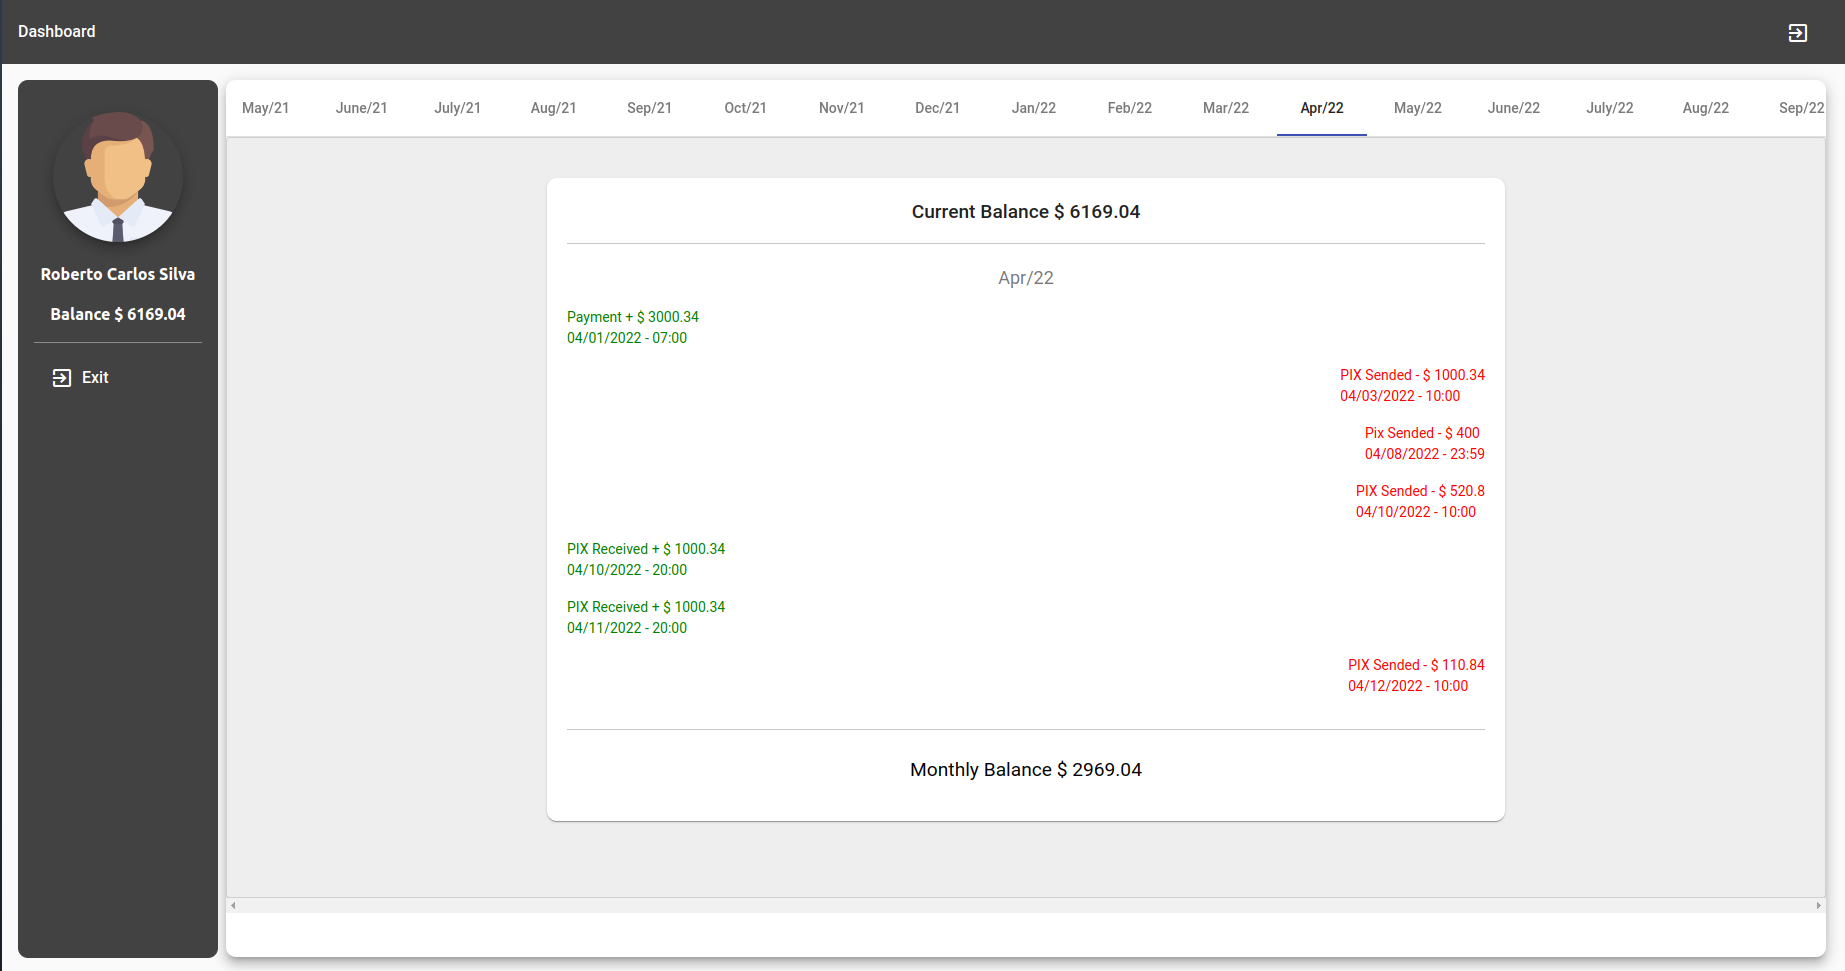 Dashboard
Roberto Carlos Silva
Balance $ 6169.04
Exit
May/21 June/21 July/21 Aug/21 Sep/21 Oct/21 Nov/21 Dec/21 Jan/22 Feb/22 Mar/22 Apr/22 May/22 June/22 July/22 Aug/22 Sep/22
Current Balance $ 6169.04
Apr/22
Payment + $ 3000.34
04/01/2022 - 07:00
PIX Sended - $ 1000.34
04/03/2022 - 10:00
Pix Sended - $ 400
04/08/2022 - 23:59
PIX Sended - $ 520.8
04/10/2022 - 10:00
PIX Received + $ 1000.34
04/10/2022 - 20:00
PIX Received + $ 1000.34
04/11/2022 - 20:00
PIX Sended - $ 110.84
04/12/2022 - 10:00
Monthly Balance $ 2969.04